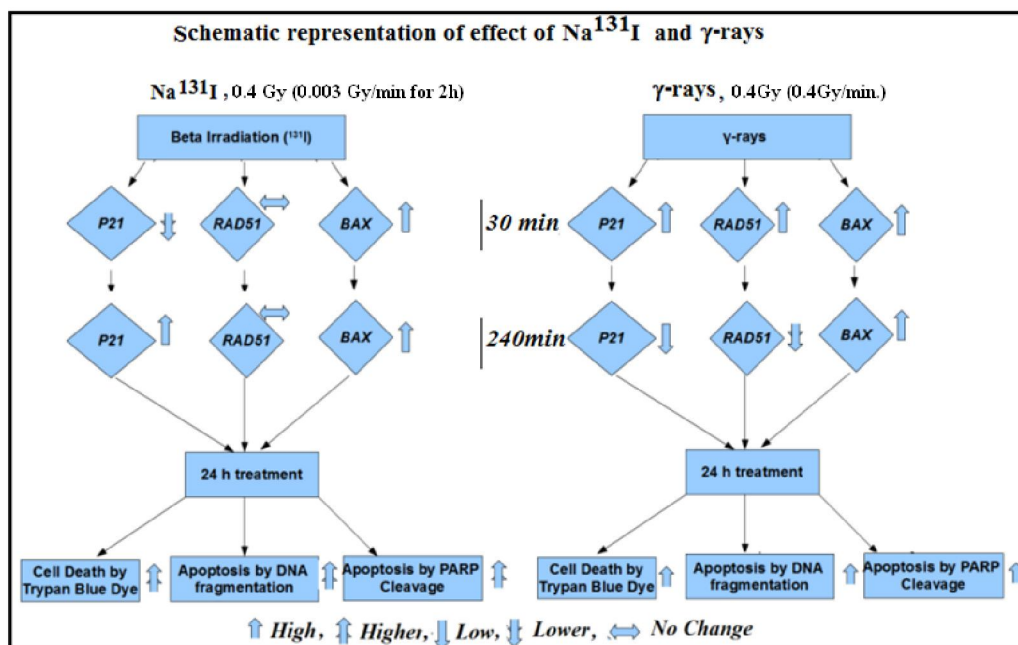 Schematic representation of effect of Na131I and γ-rays
Na131I , 0.4 Gy (0.003 Gy/min for 2h)
γ-rays, 0.4Gy (0.4Gy/min.)
Beta Irradiation (131I)
γ-rays
P21
RAD51
BAX
30 min
P21
RAD51
BAX
P21
RAD51
BAX
240min
P21
RAD51
BAX
24 h treatment
24 h treatment
Cell Death by
Trypan Blue Dye
Apoptosis by DNA
fragmentation
Apoptosis by PARP
Cleavage
Cell Death by
Trypan Blue Dye
Apoptosis by DNA
fragmentation
Apoptosis by PARP
Cleavage
High, Higher, Low, Lower, No Change